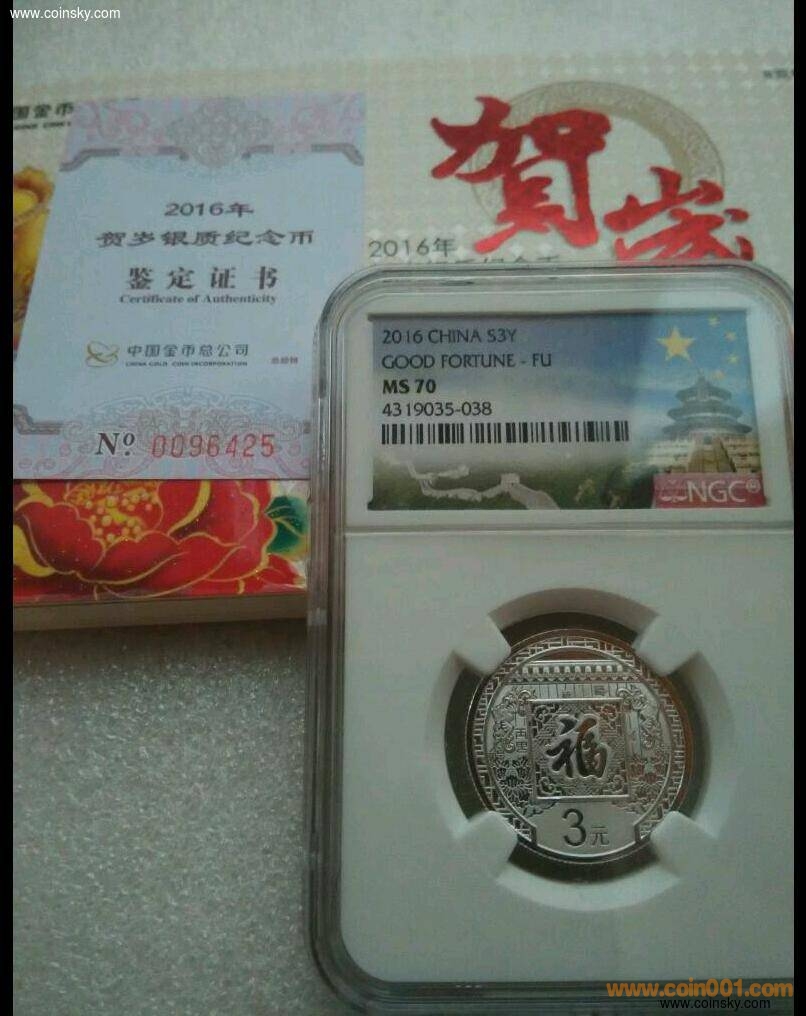 www.coinsky.com
国金币
贺岁
2016年
2016年
贺岁银质纪念币
鉴定证书
Certificate of Authenticity
中国金币总公司
CHINA GOLD COIN INCORPORATION
Nº 0096425
2016 CHINA S3Y
GOOD FORTUNE - FU
MS 70
4319035-038
NGC
福
3元
www.coin001.com
www.coinsky.com